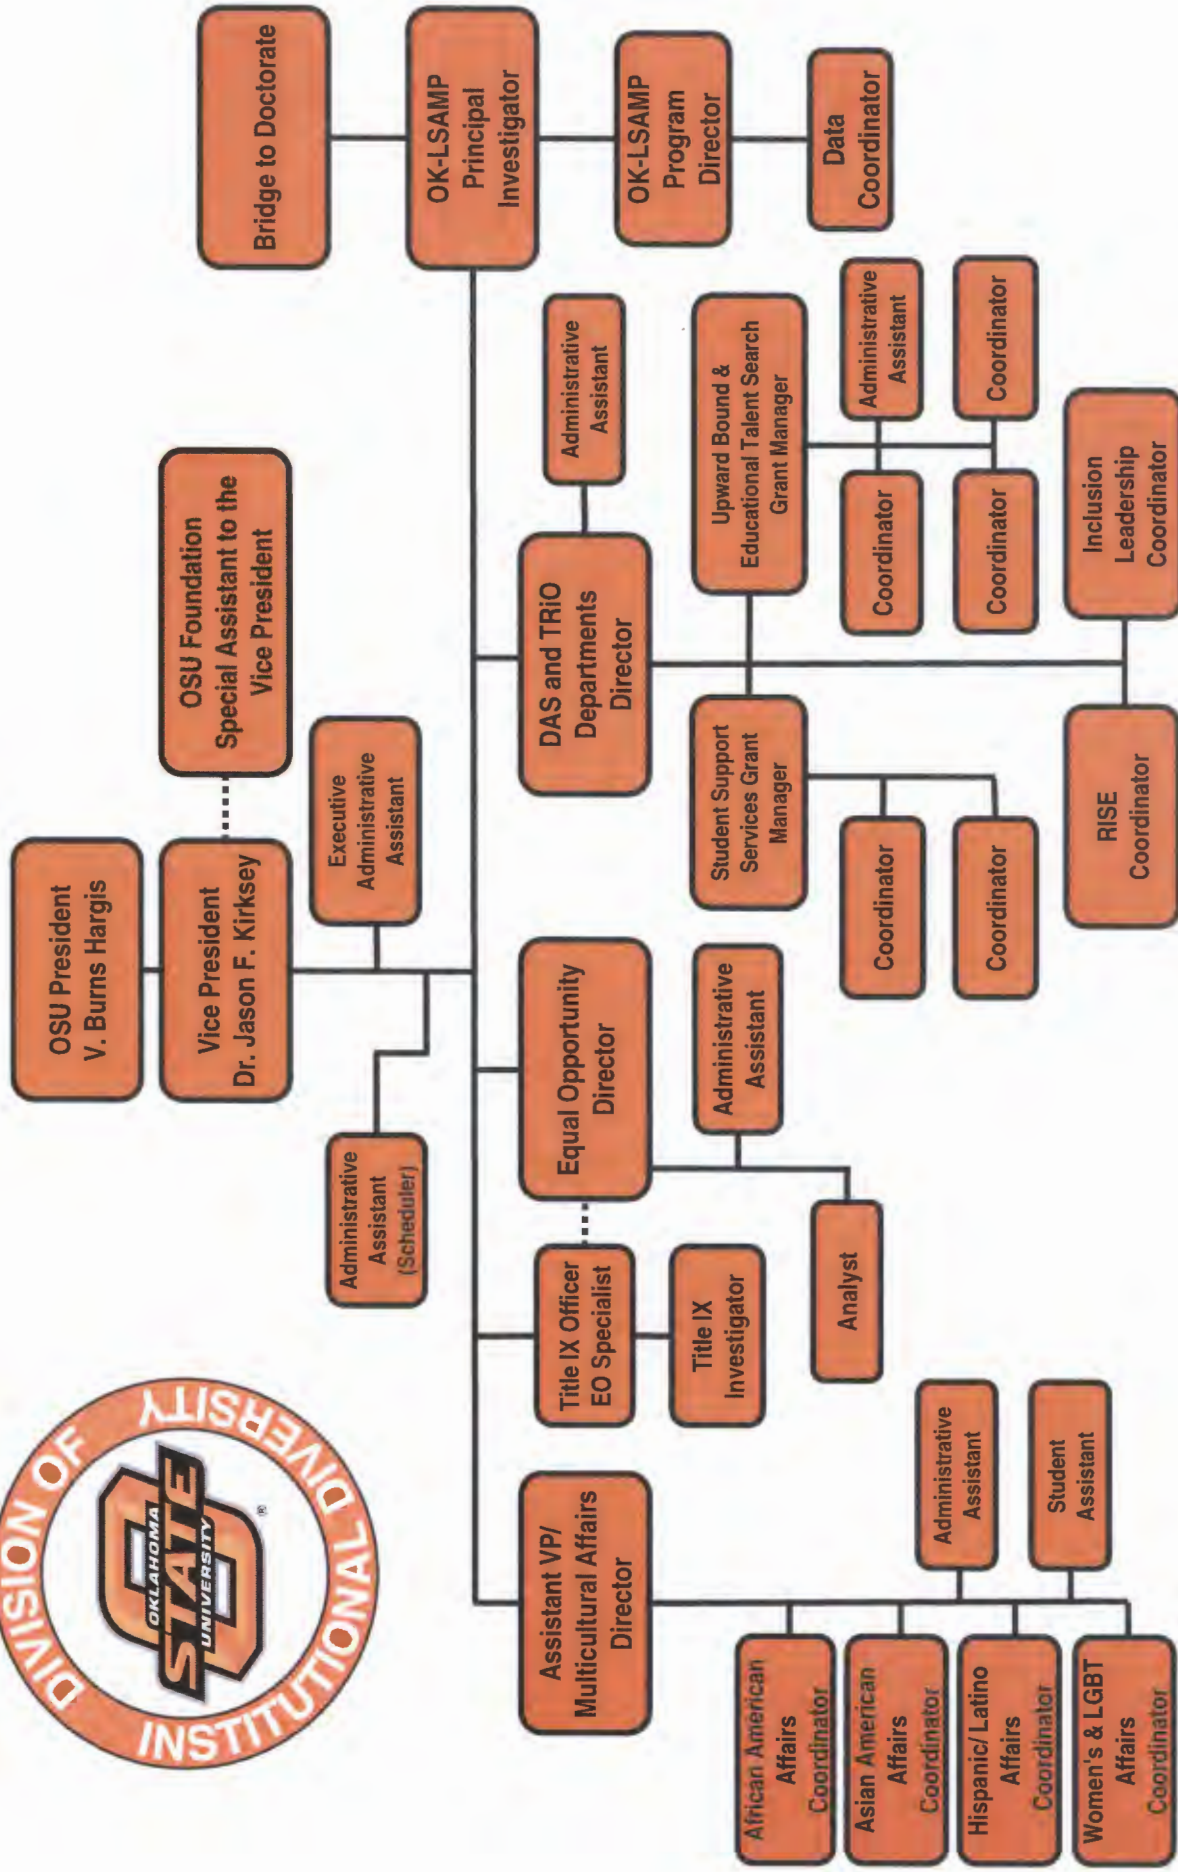 DIVISION OF
INSTITUTIONAL DIVERSITY
OKLAHOMA
STATE
UNIVERSITY
®
OSU President
V. Burns Hargis
Vice President
Dr. Jason F. Kirksey
OSU Foundation
Special Assistant to the
Vice President
Executive
Administrative
Assistant
Administrative
Assistant
(Scheduler)
Assistant VP/
Multicultural Affairs
Director
African American
Affairs
Coordinator
Asian American
Affairs
Coordinator
Hispanic/ Latino
Affairs
Coordinator
Women's & LGBT
Affairs
Coordinator
Administrative
Assistant
Student
Assistant
Title IX Officer
EO Specialist
Title IX
Investigator
Equal Opportunity
Director
Administrative
Assistant
Analyst
DAS and TRiO
Departments
Director
Administrative
Assistant
Student Support
Services Grant
Manager
Coordinator
Coordinator
Upward Bound &
Educational Talent Search
Grant Manager
Coordinator
Administrative
Assistant
Coordinator
Coordinator
RISE
Coordinator
Inclusion
Leadership
Coordinator
Bridge to Doctorate
OK-LSAMP
Principal
Investigator
OK-LSAMP
Program
Director
Data
Coordinator